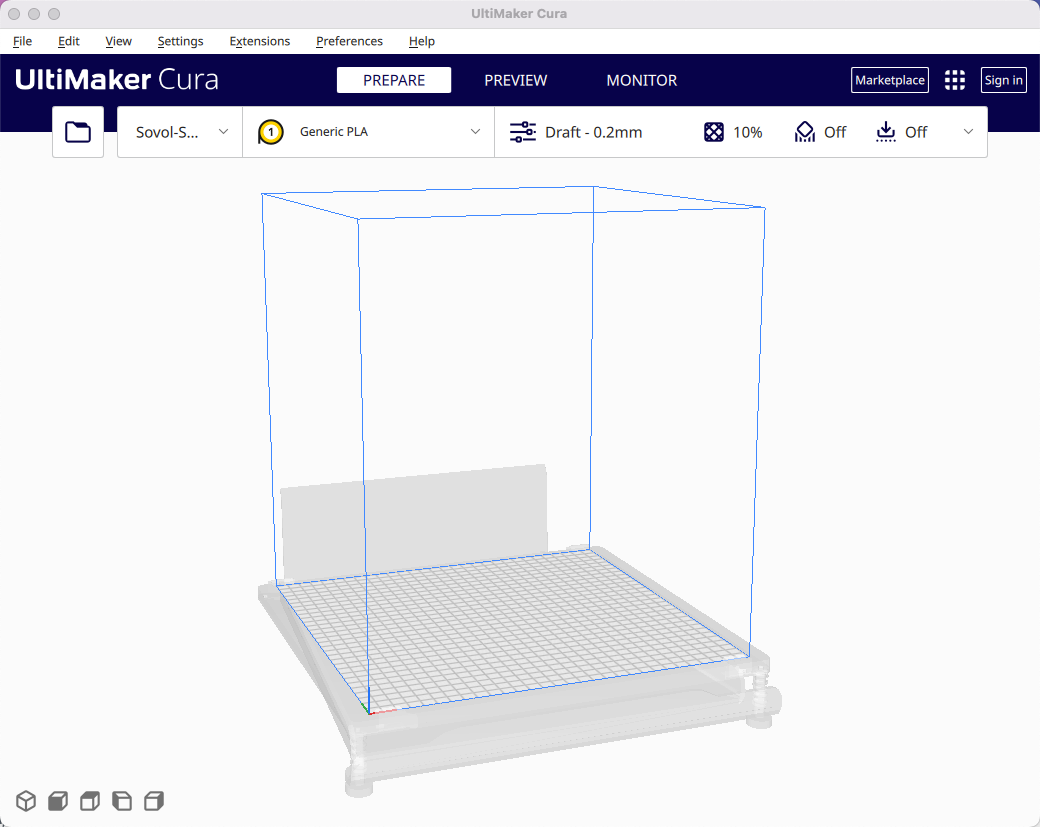 UltiMaker Cura
File Edit View Settings Extensions Preferences Help
UltiMaker Cura PREPARE PREVIEW MONITOR Marketplace Sign in
Sovol-S... 1 Generic PLA Draft - 0.2mm 10% Off Off